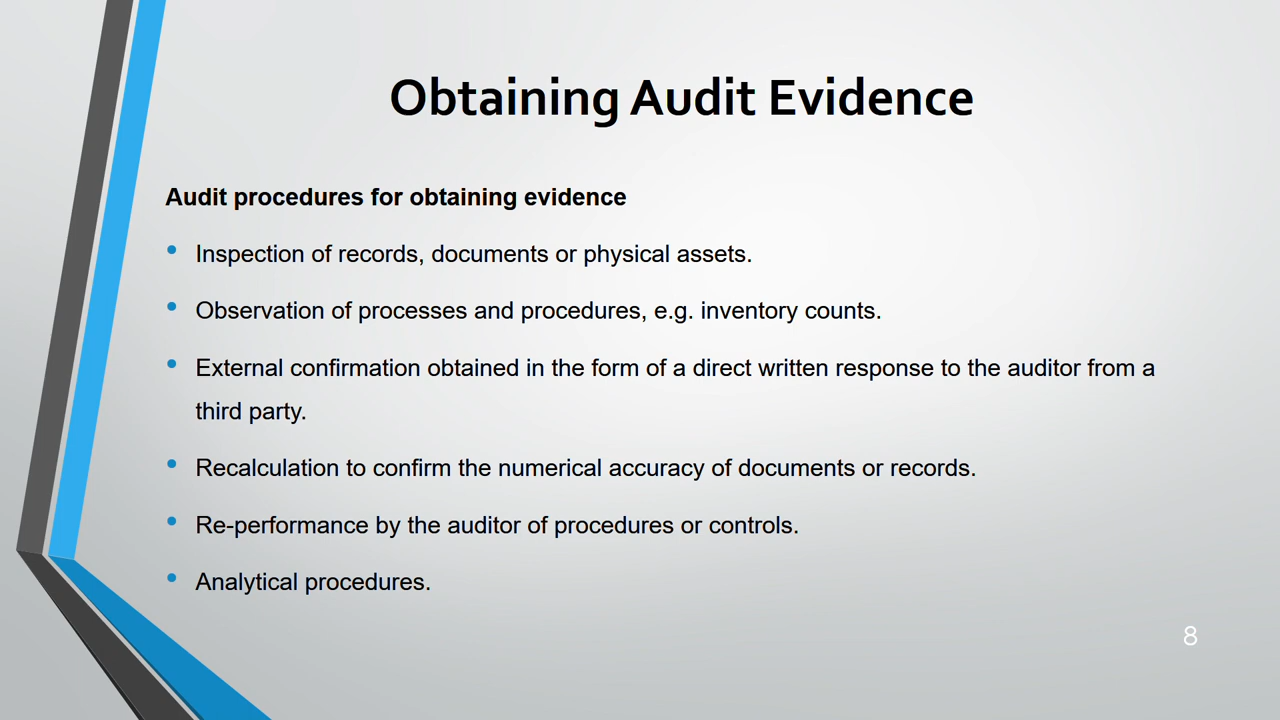 Obtaining Audit Evidence
Audit procedures for obtaining evidence
• Inspection of records, documents or physical assets.
• Observation of processes and procedures, e.g. inventory counts.
• External confirmation obtained in the form of a direct written response to the auditor from a
third party.
• Recalculation to confirm the numerical accuracy of documents or records.
• Re-performance by the auditor of procedures or controls.
• Analytical procedures.
8